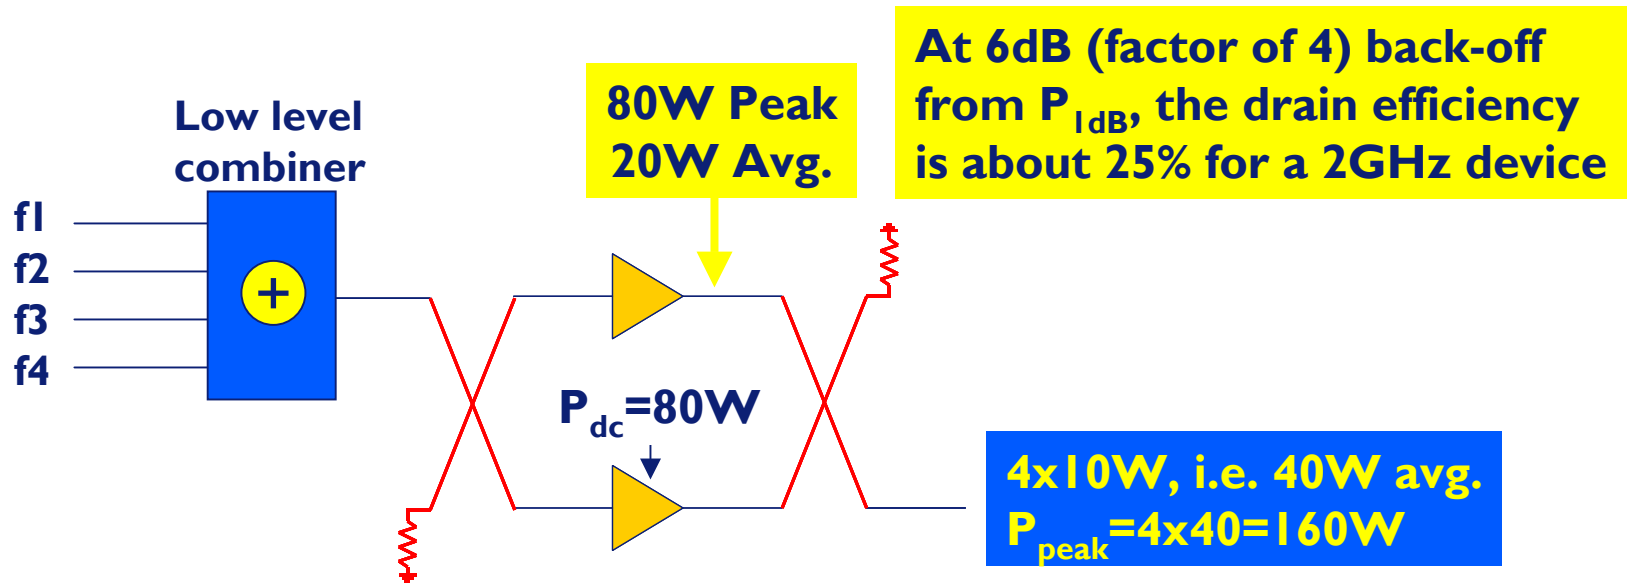 Low level
combiner
f1
f2
f3
f4
+
80W Peak
20W Avg.
At 6dB (factor of 4) back-off
from P1dB, the drain efficiency
is about 25% for a 2GHz device
Pdc=80W
4x10W, i.e. 40W avg.
Ppeak=4x40=160W